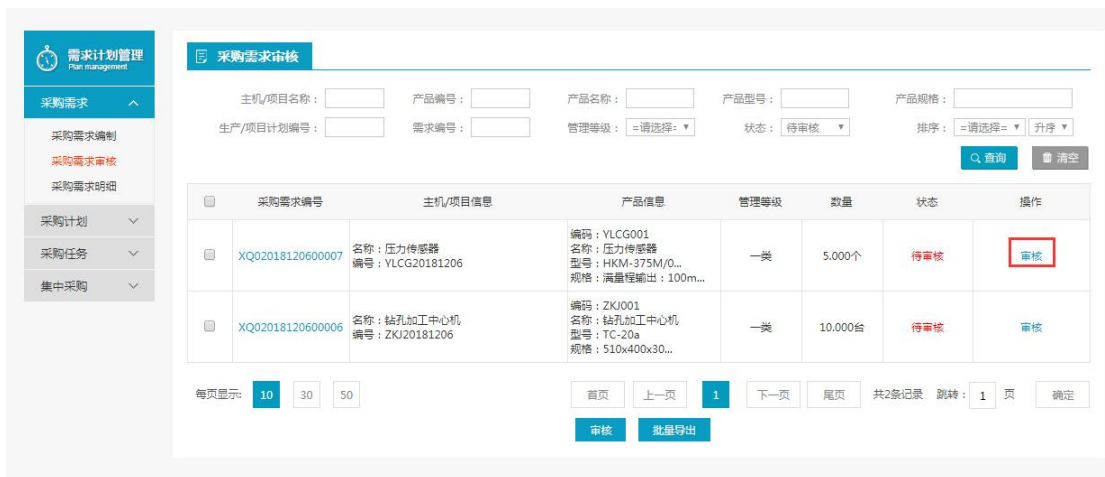 需求计划管理
Plan management
采购需求
采购需求编制
采购需求审核
采购需求明细
采购计划
采购任务
集中采购
采购需求审核
主机/项目名称： 产品编号： 产品名称： 产品型号： 产品规格：
生产/项目计划编号： 需求编号： 管理等级： =请选择= 状态： 待审核 排序： =请选择= 升序
查询 清空
采购需求编号 主机/项目信息 产品信息 管理等级 数量 状态 操作
编码：YLCG001
XQ02018120600007 名称：压力传感器 名称：压力传感器 一类 5.000个 待审核 审核
编号：YLCG20181206 型号：HKM-375M/0...
规格：满量程输出：100m...
编码：ZKJ001
XQ02018120600006 名称：钻孔加工中心机 名称：钻孔加工中心机 一类 10.000台 待审核 审核
编号：ZKJ20181206 型号：TC-20a
规格：510x400x30...
每页显示: 10 30 50 首页 上一页 1 下一页 尾页 共2条记录 跳转： 1 页 确定
审核 批量导出